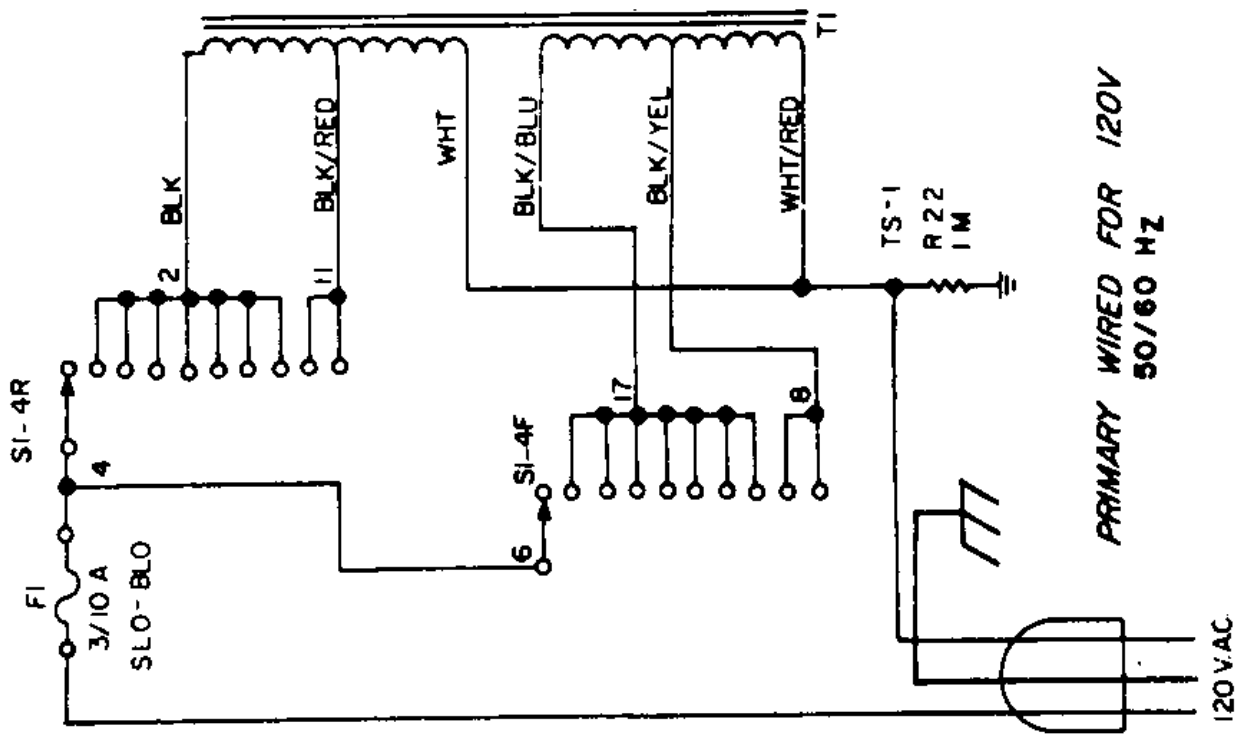 S1-4R
F1
4
3/10 A
SLO-BLO
2
BLK
11
BLK/RED
WHT
S1-4F
6
17
BLK/BLU
8
BLK/YEL
WHT/RED
T1
TS-1
R22
1M
120 V.AC.
PRIMARY WIRED FOR 120V
50/60 HZ